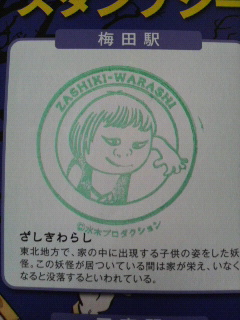 スタンプシー
梅田駅
ZASHIKI-WARASHI
©水木プロダクション
ざしきわらし
東北地方で、家の中に出現する子供の姿をした妖
怪。この妖怪が居ついている間は家が栄え、いなく
なると没落するといわれている。